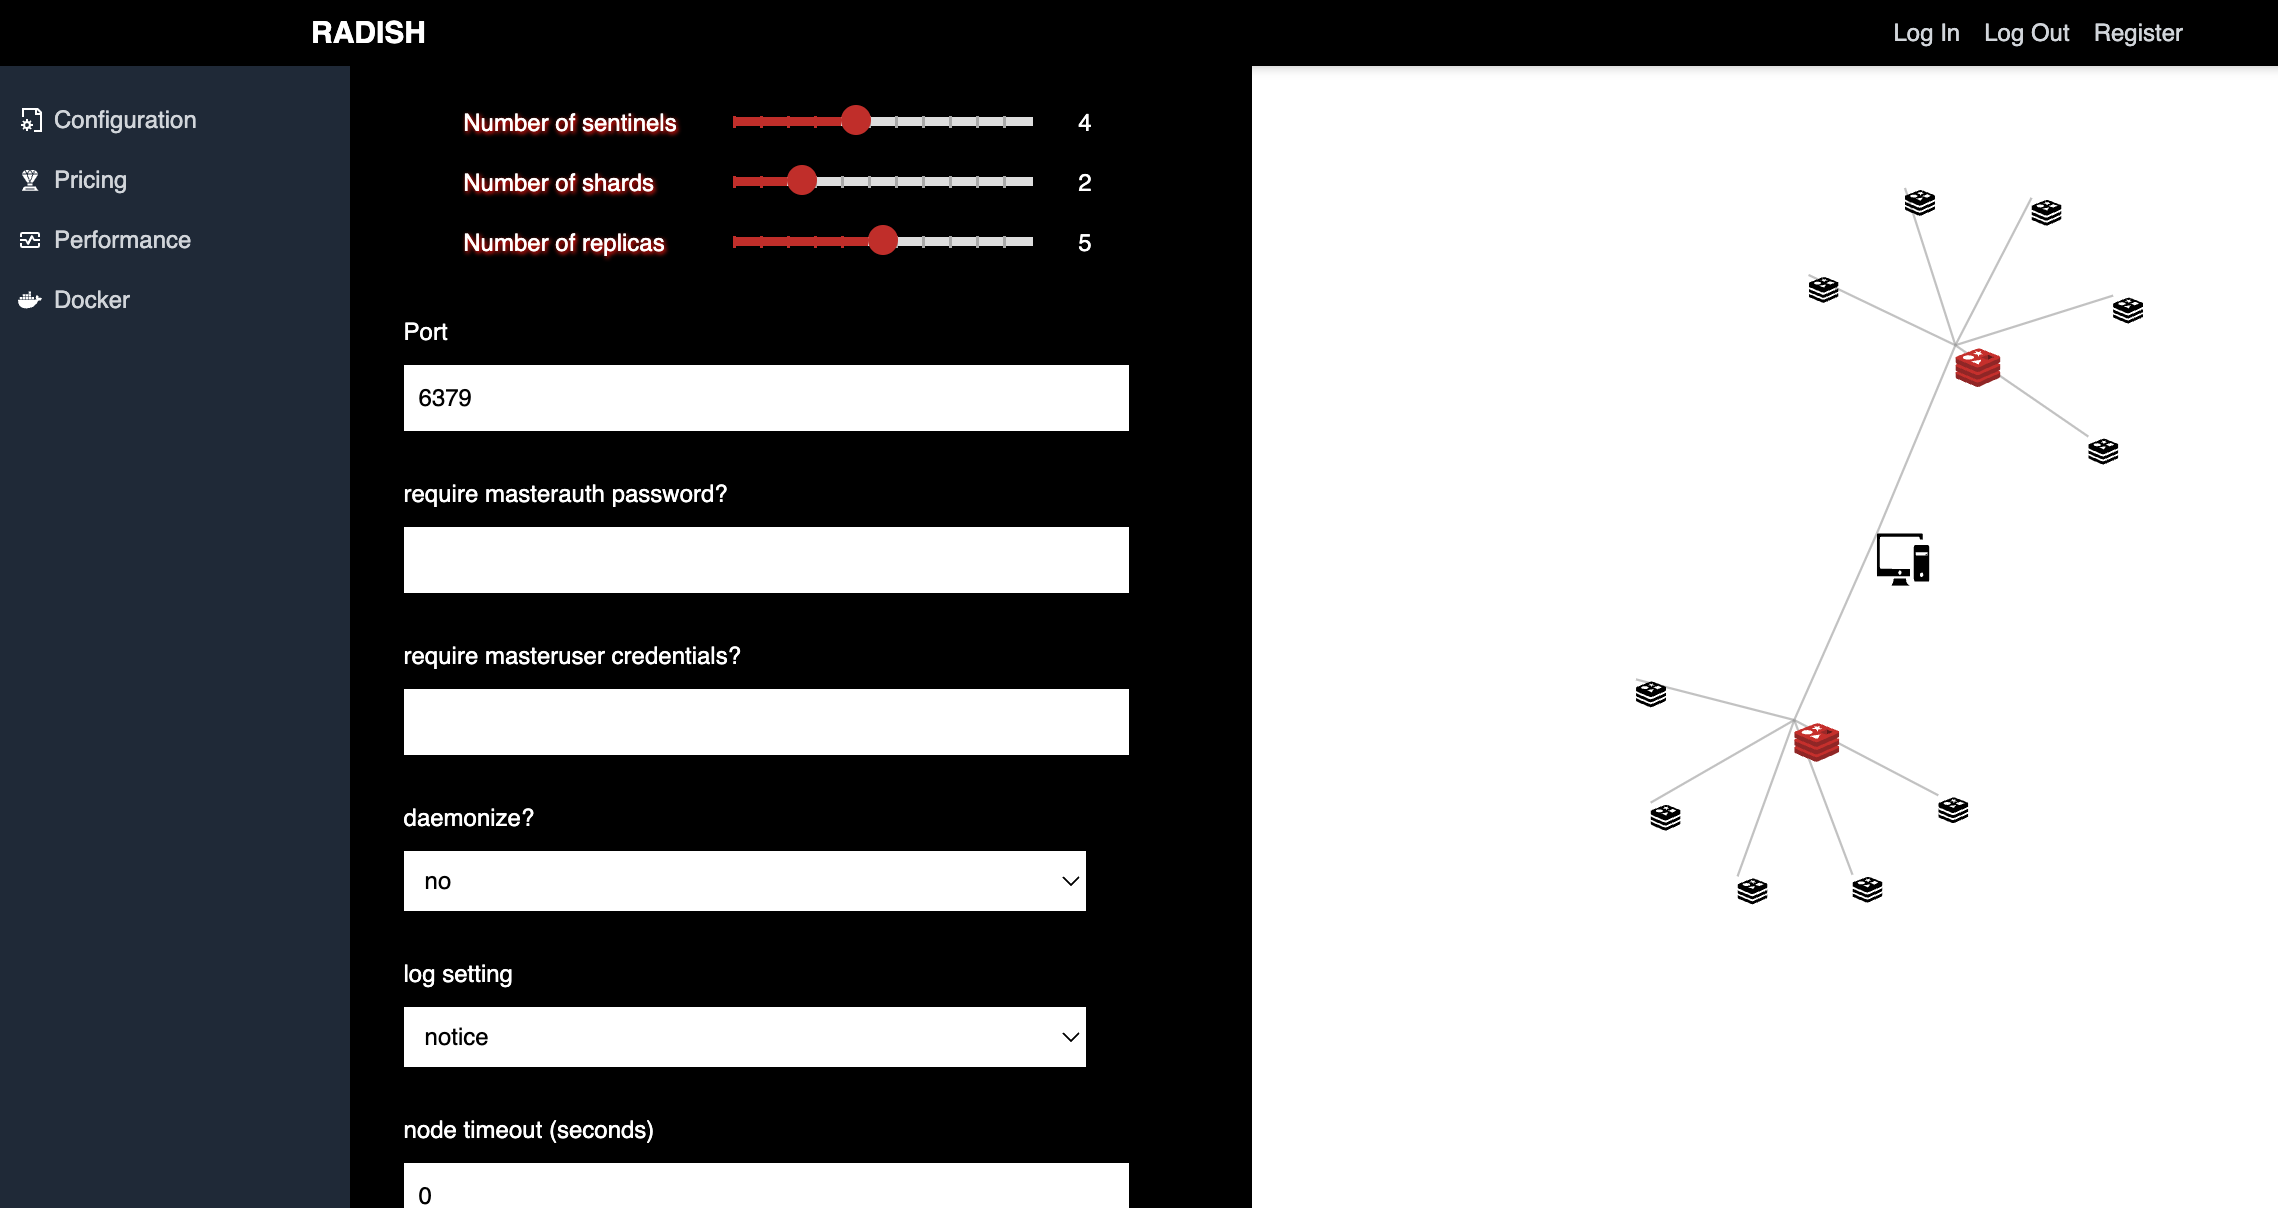 RADISH
Log In Log Out Register
Configuration
Pricing
Performance
Docker
Number of sentinels 4
Number of shards 2
Number of replicas 5
Port
6379
require masterauth password?
require masteruser credentials?
daemonize?
no
log setting
notice
node timeout (seconds)
0